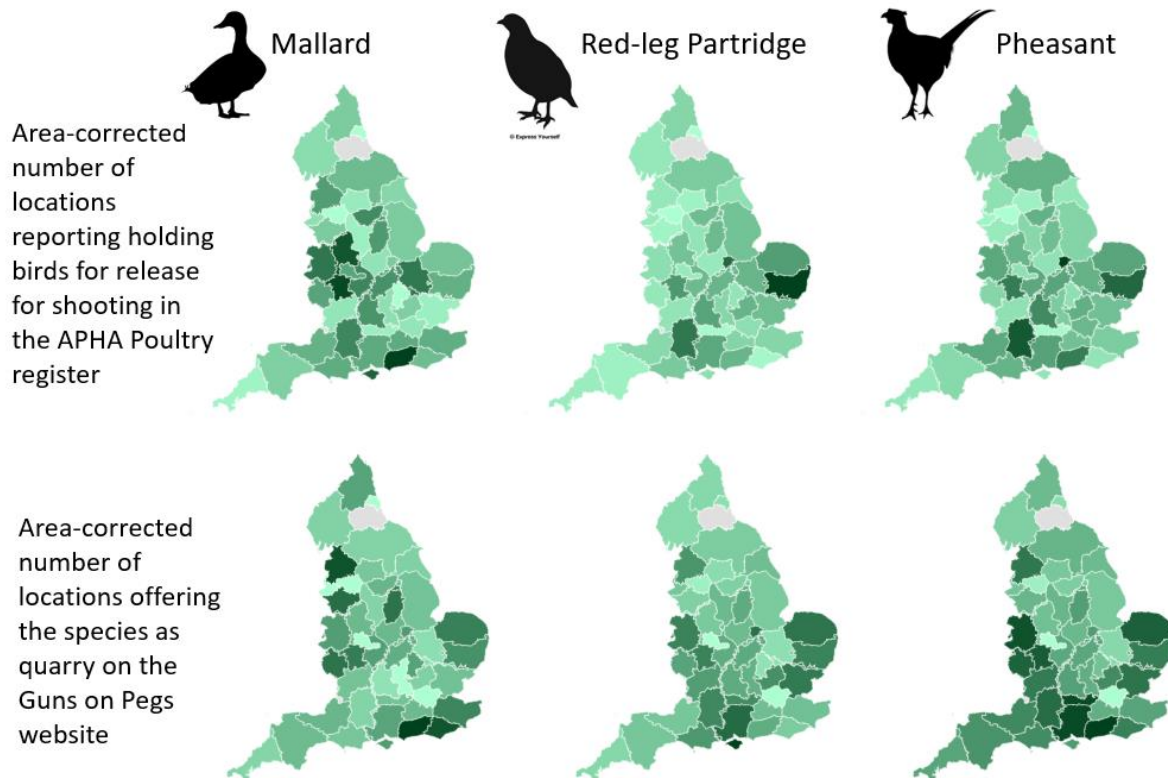 Mallard
Red-leg Partridge
Pheasant
© Express Yourself
Area-corrected
number of
locations
reporting holding
birds for release
for shooting in
the APHA Poultry
register
Area-corrected
number of
locations offering
the species as
quarry on the
Guns on Pegs
website